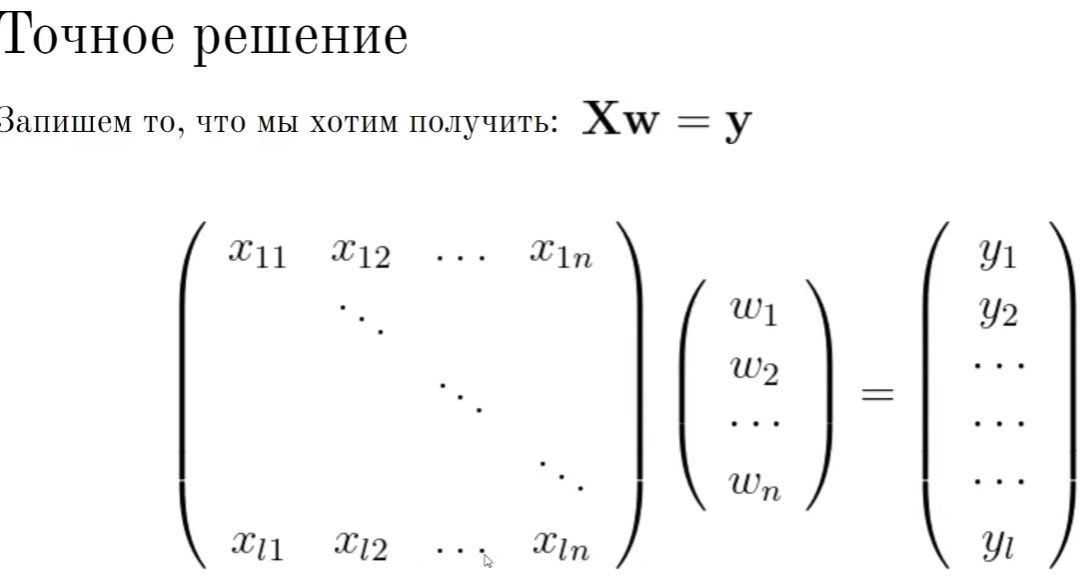 Точное решение
Запишем то, что мы хотим получить: Xw = y
x₁₁ x₁₂ ... x₁ₙ
w₁
w₂
...
wₙ
=
y₁
y₂
...
...
...
yₗ
xₗ₁ xₗ₂ ... xₗₙ